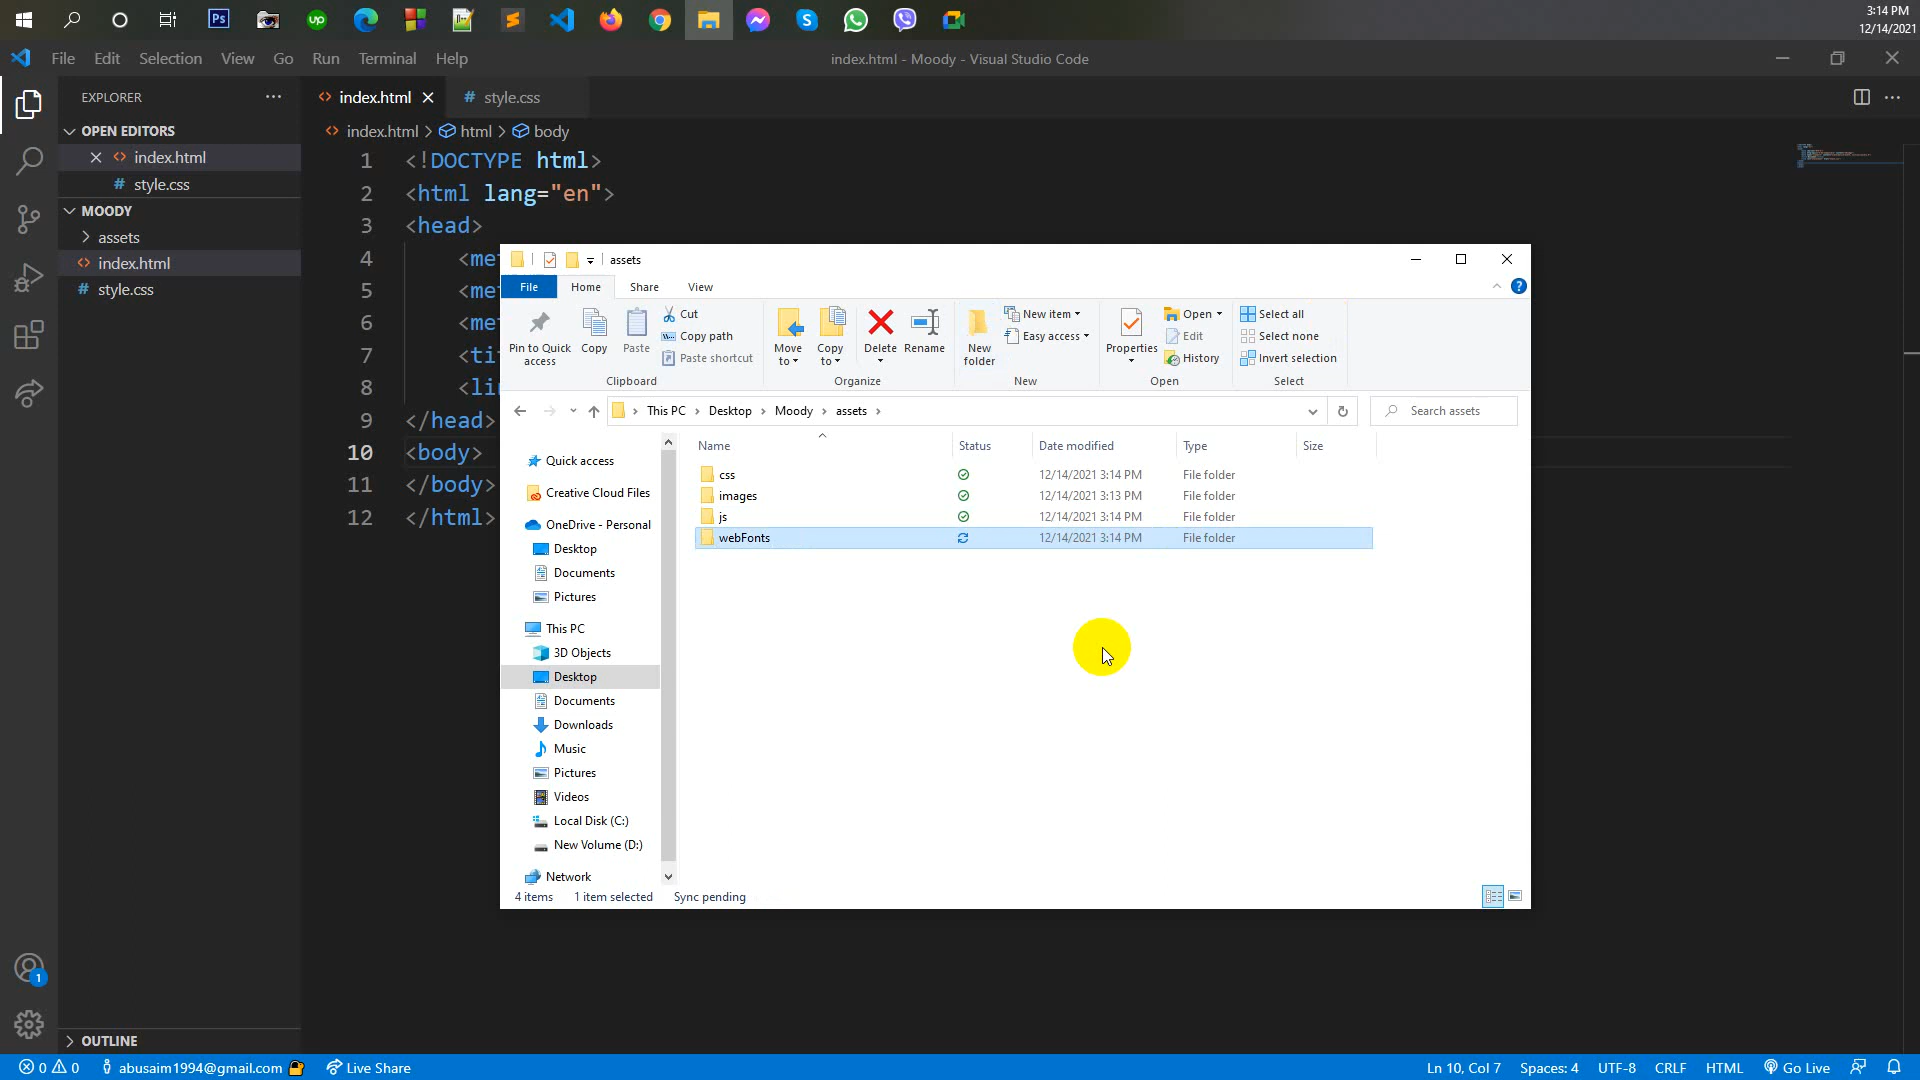 3:14 PM
12/14/2021
Ps
up
File Edit Selection View Go Run Terminal Help
index.html - Moody - Visual Studio Code
EXPLORER
index.html
# style.css
OPEN EDITORS
index.html > html > body
index.html
# style.css
MOODY
assets
index.html
# style.css
1 <!DOCTYPE html>
2 <html lang="en">
3 <head>
4 <me
5 <me
6 <me
7 <ti
8 <li
9 </head>
10 <body>
11 </body>
12 </html>
assets
File Home Share View
Pin to Quick access
Copy
Paste
Cut
Copy path
Paste shortcut
Clipboard
Move to
Copy to
Delete
Rename
Organize
New folder
New item
Easy access
New
Properties
Open
Edit
History
Open
Select all
Select none
Invert selection
Select
This PC > Desktop > Moody > assets >
Search assets
Name Status Date modified Type Size
css 12/14/2021 3:14 PM File folder
images 12/14/2021 3:13 PM File folder
js 12/14/2021 3:14 PM File folder
webFonts 12/14/2021 3:14 PM File folder
Quick access
Creative Cloud Files
OneDrive - Personal
Desktop
Documents
Pictures
This PC
3D Objects
Desktop
Documents
Downloads
Music
Pictures
Videos
Local Disk (C:)
New Volume (D:)
Network
4 items 1 item selected Sync pending
1
OUTLINE
0 0 abusaim1994@gmail.com Live Share
Ln 10, Col 7 Spaces: 4 UTF-8 CRLF HTML Go Live